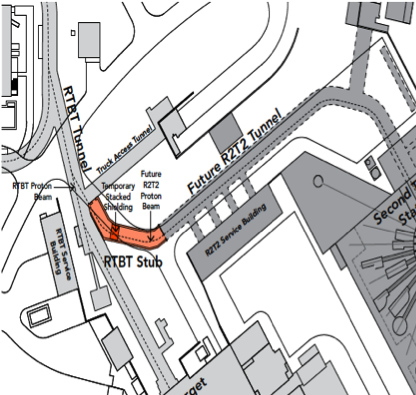 RTBT Tunnel
Truck Access Tunnel
Future R2T2 Tunnel
RTBT Proton
Beam
Temporary
Stacked
Shielding
Future
R2T2
Proton
Beam
RTBT Stub
RTBT Service
Building
R2T2 Service Building
Second
get